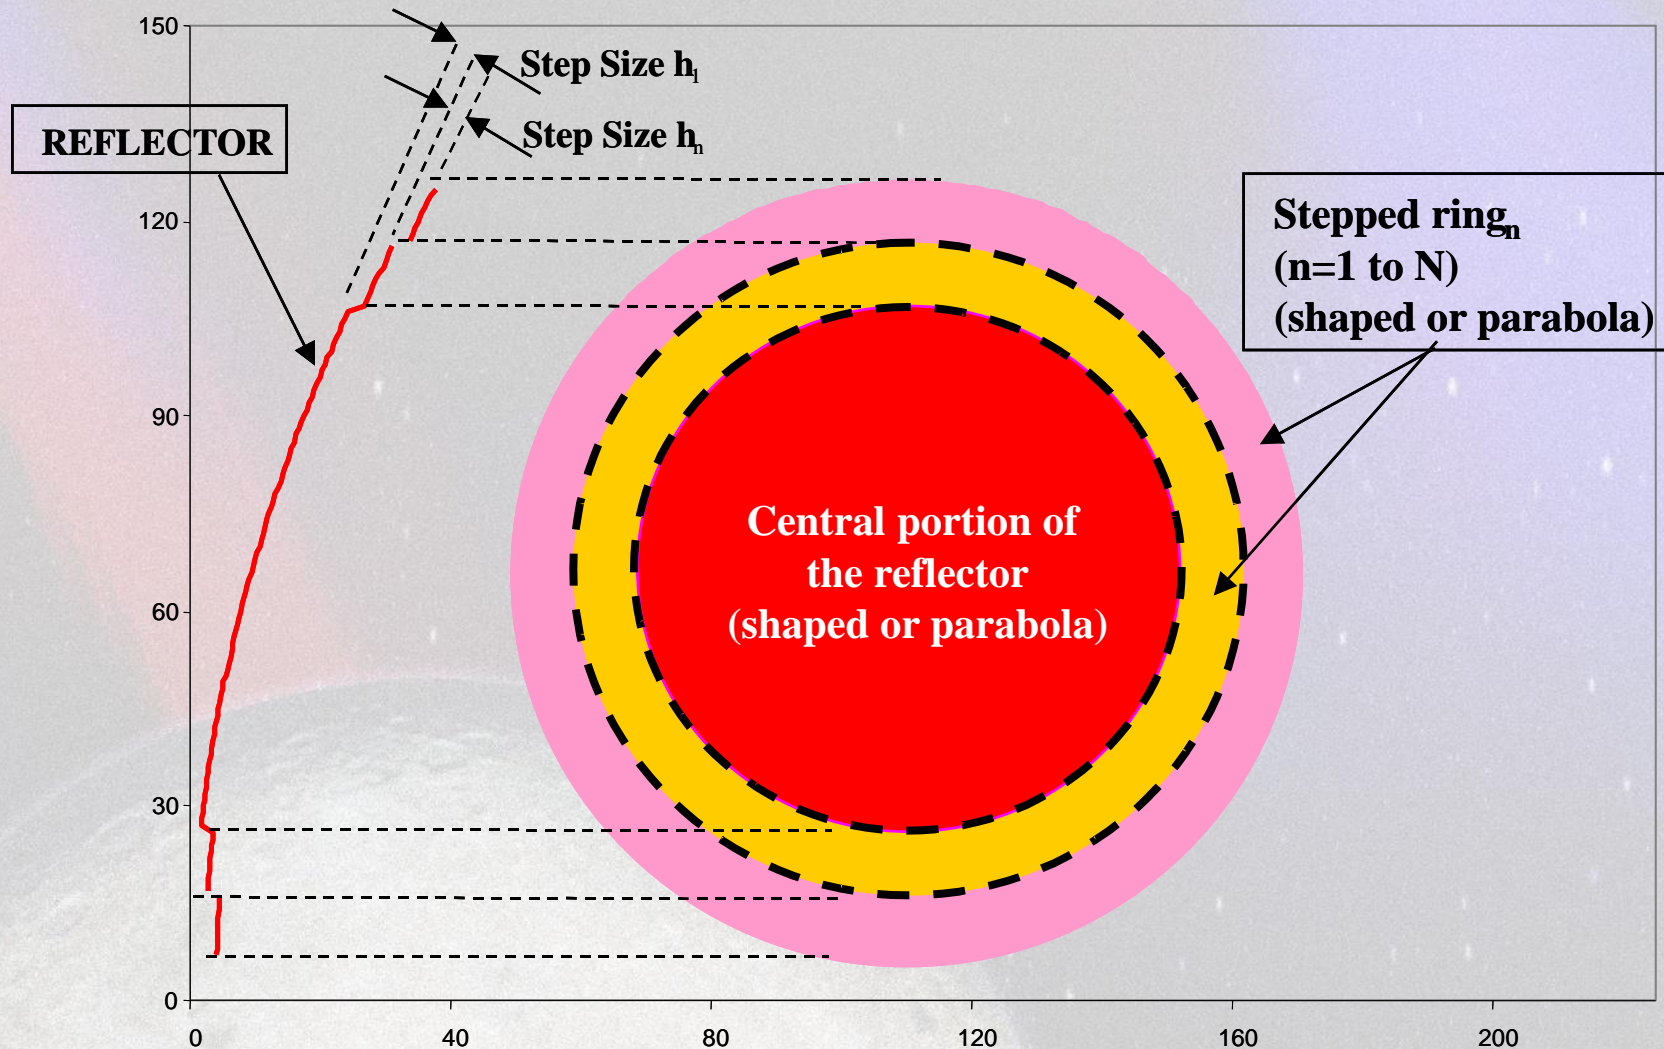 150
Step Size h₁
REFLECTOR
Step Size hₙ
120
Stepped ringₙ
(n=1 to N)
(shaped or parabola)
90
Central portion of
the reflector
(shaped or parabola)
60
30
0
0 40 80 120 160 200